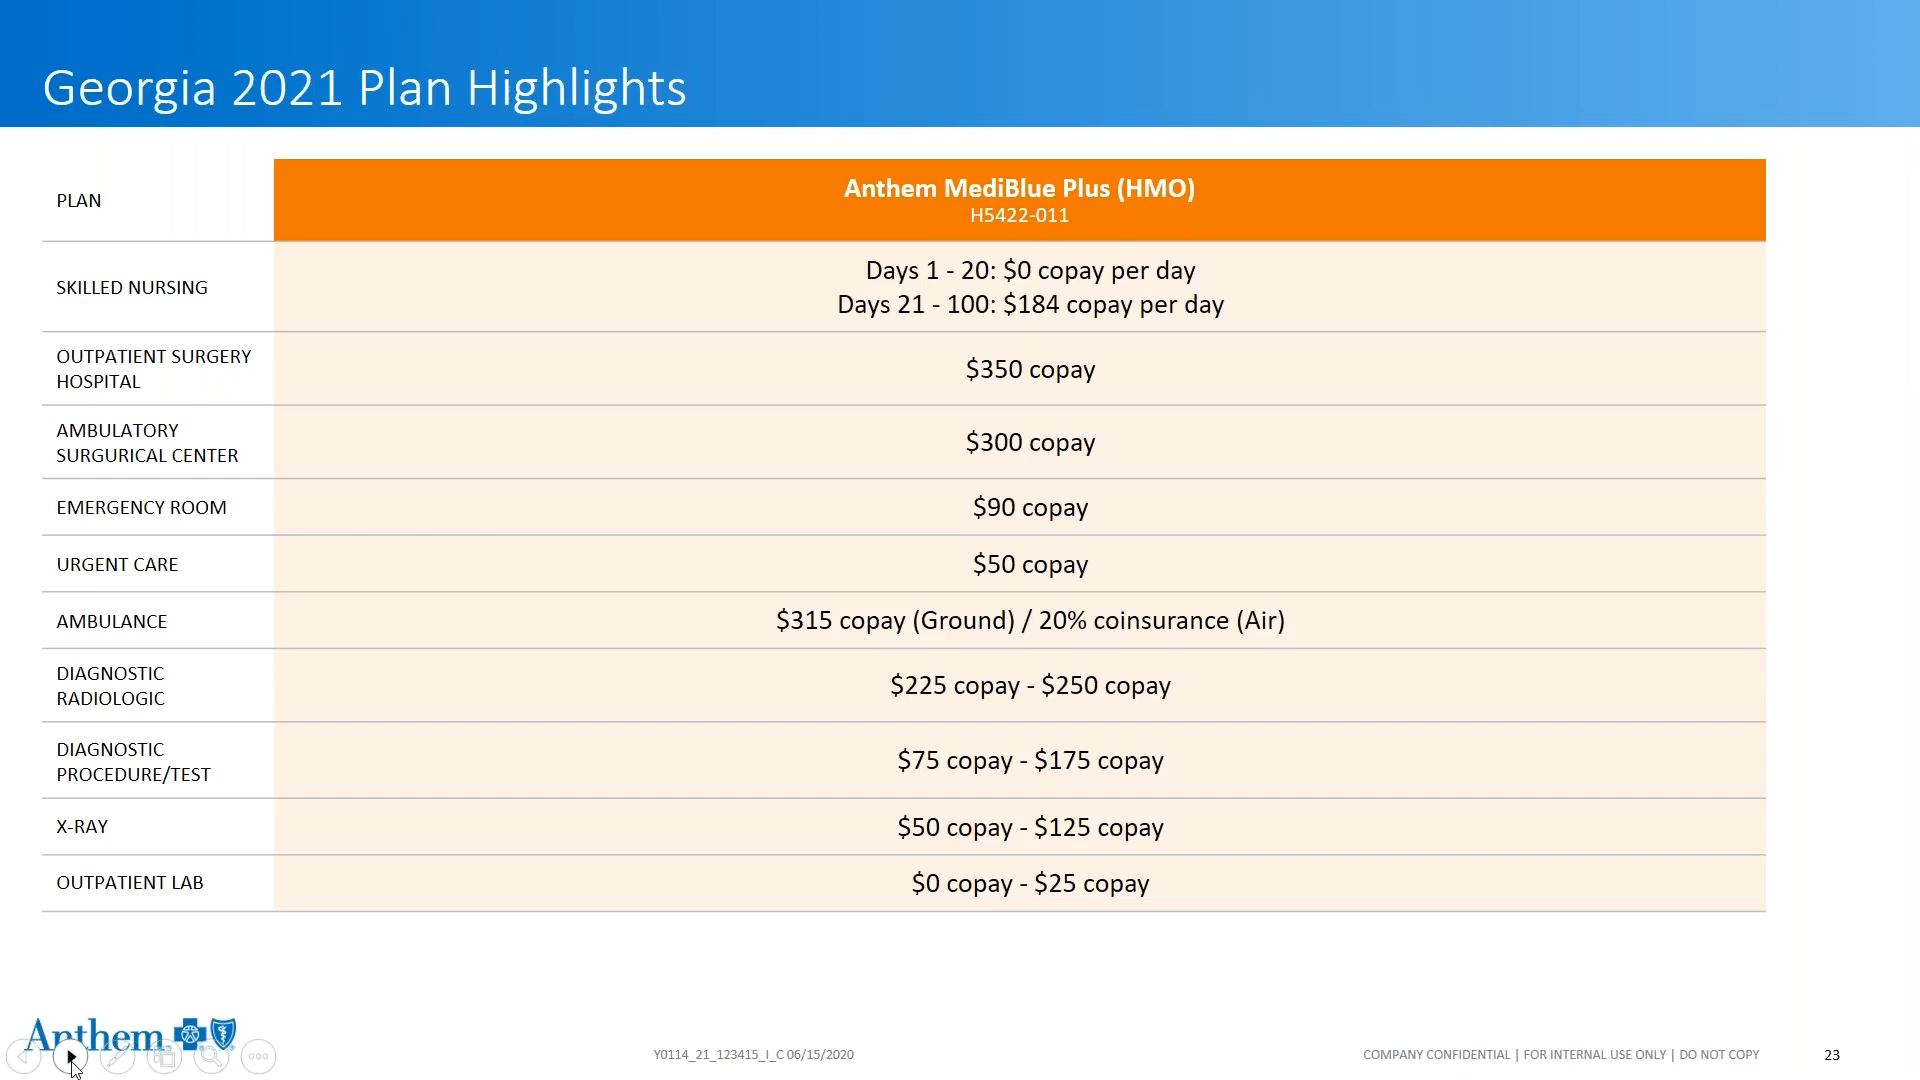 Georgia 2021 Plan Highlights
PLAN
Anthem MediBlue Plus (HMO)
H5422-011
SKILLED NURSING
Days 1 - 20: $0 copay per day
Days 21 - 100: $184 copay per day
OUTPATIENT SURGERY
HOSPITAL
$350 copay
AMBULATORY
SURGURICAL CENTER
$300 copay
EMERGENCY ROOM
$90 copay
URGENT CARE
$50 copay
AMBULANCE
$315 copay (Ground) / 20% coinsurance (Air)
DIAGNOSTIC
RADIOLOGIC
$225 copay - $250 copay
DIAGNOSTIC
PROCEDURE/TEST
$75 copay - $175 copay
X-RAY
$50 copay - $125 copay
OUTPATIENT LAB
$0 copay - $25 copay
Anthem
Y0114_21_123415_I_C 06/15/2020
COMPANY CONFIDENTIAL | FOR INTERNAL USE ONLY | DO NOT COPY
23